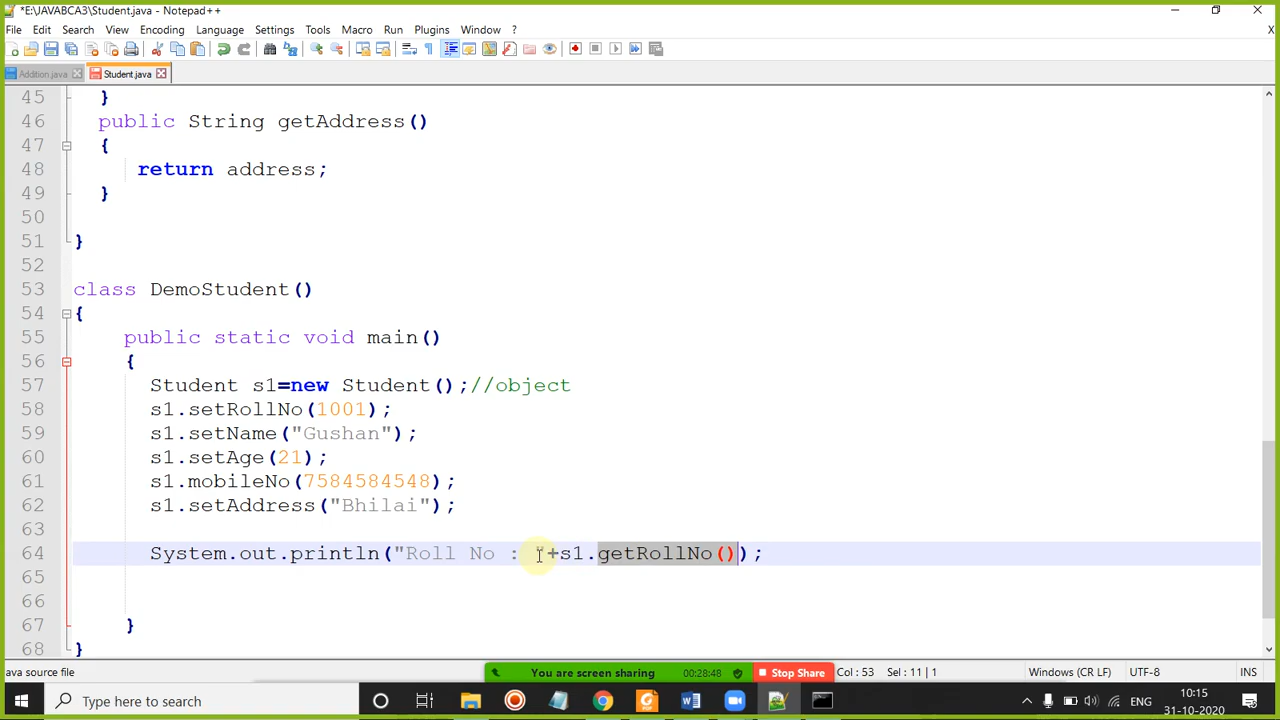 *E:\JAVABCA3\Student.java - Notepad++
File Edit Search View Encoding Language Settings Tools Macro Run Plugins Window ? X
Addition.java Student.java
45 }
46 public String getAddress()
47 {
48 return address;
49 }
50
51 }
52
53 class DemoStudent()
54 {
55 public static void main()
56 {
57 Student s1=new Student();//object
58 s1.setRollNo(1001);
59 s1.setName("Gushan");
60 s1.setAge(21);
61 s1.mobileNo(7584584548);
62 s1.setAddress("Bhilai");
63
64 System.out.println("Roll No : "+s1.getRollNo());
65
66
67 }
68 }
ava source file You are screen sharing 00:28:48 Stop Share Col : 53 Sel : 11 | 1 Windows (CR LF) UTF-8 INS
Type here to search ENG 10:15
31-10-2020